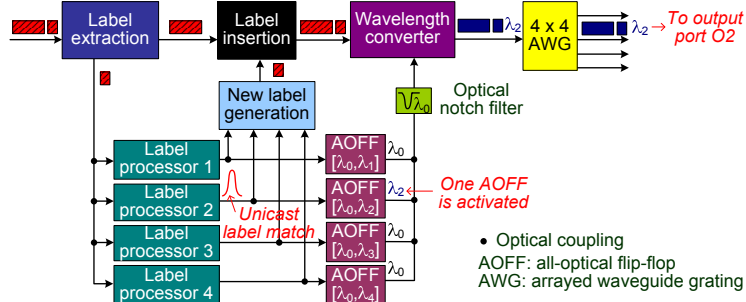 Label extraction
Label insertion
Wavelength converter
λ2
4 x 4 AWG
λ2
To output port O2
New label generation
λ0
Optical notch filter
Label processor 1
AOFF [λ0,λ1]
λ0
Label processor 2
Unicast label match
AOFF [λ0,λ2]
λ2
One AOFF is activated
Label processor 3
AOFF [λ0,λ3]
λ0
Label processor 4
AOFF [λ0,λ4]
λ0
• Optical coupling
AOFF: all-optical flip-flop
AWG: arrayed waveguide grating